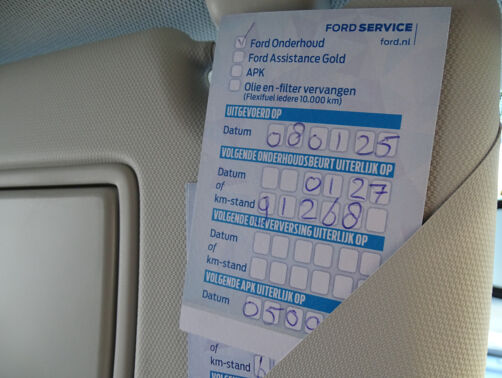 FORD SERVICE
ford.nl
Ford Onderhoud
Ford Assistance Gold
APK
Olie en -filter vervangen
(Flexifuel iedere 10.000 km)
UITGEVOERD OP
Datum 080125
VOLGENDE ONDERHOUDSBEURT UITERLIJK OP
Datum 0127
of
km-stand 91268
VOLGENDE OLIEVERVERSING UITERLIJK OP
Datum
of
km-stand
VOLGENDE APK UITERLIJK OP
Datum 050
of
km-stand